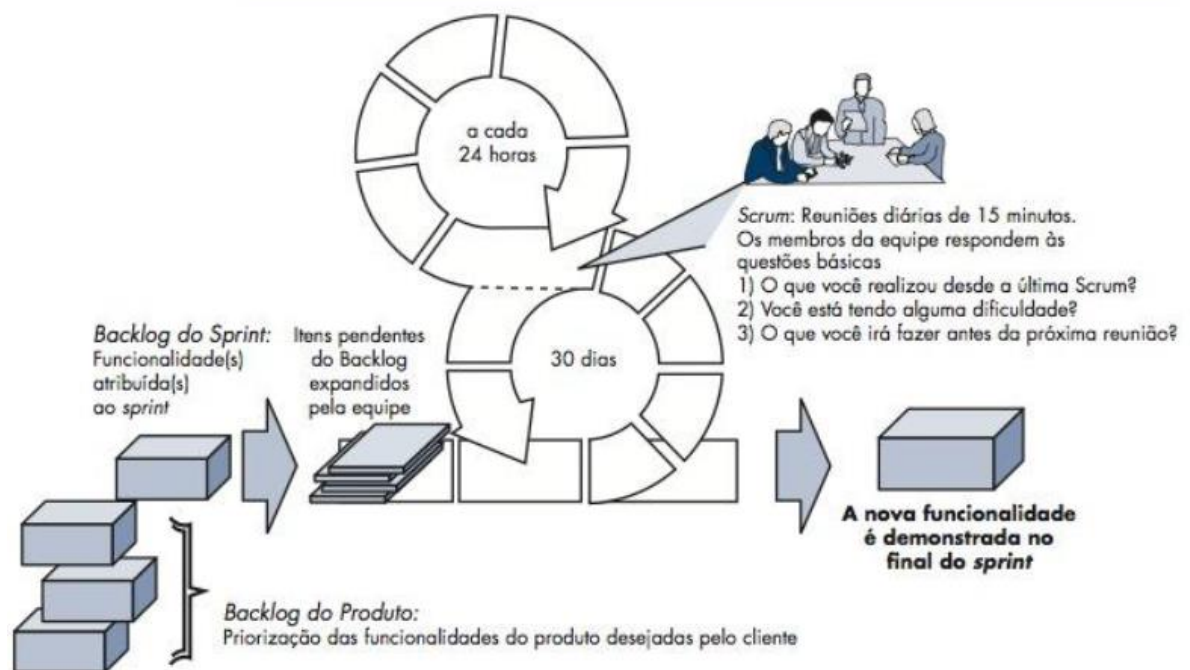 a cada
24 horas
Scrum: Reuniões diárias de 15 minutos.
Os membros da equipe respondem às
questões básicas
1) O que você realizou desde a última Scrum?
2) Você está tendo alguma dificuldade?
3) O que você irá fazer antes da próxima reunião?
Backlog do Sprint:
Funcionalidade(s)
atribuída(s)
ao sprint
Itens pendentes
do Backlog
expandidos
pela equipe
30 dias
A nova funcionalidade
é demonstrada no
final do sprint
Backlog do Produto:
Priorização das funcionalidades do produto desejadas pelo cliente